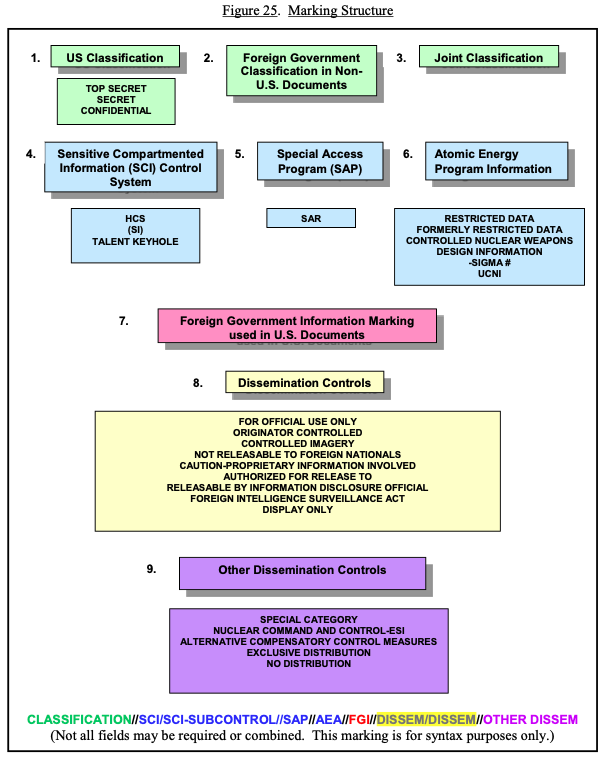 Figure 25. Marking Structure
1.
US Classification
TOP SECRET
SECRET
CONFIDENTIAL
2.
Foreign Government
Classification in Non-
U.S. Documents
3.
Joint Classification
4.
Sensitive Compartmented
Information (SCI) Control
System
HCS
(SI)
TALENT KEYHOLE
5.
Special Access
Program (SAP)
SAR
6.
Atomic Energy
Program Information
RESTRICTED DATA
FORMERLY RESTRICTED DATA
CONTROLLED NUCLEAR WEAPONS
DESIGN INFORMATION
-SIGMA #
UCNI
7.
Foreign Government Information Marking
used in U.S. Documents
8.
Dissemination Controls
FOR OFFICIAL USE ONLY
ORIGINATOR CONTROLLED
CONTROLLED IMAGERY
NOT RELEASABLE TO FOREIGN NATIONALS
CAUTION-PROPRIETARY INFORMATION INVOLVED
AUTHORIZED FOR RELEASE TO
RELEASABLE BY INFORMATION DISCLOSURE OFFICIAL
FOREIGN INTELLIGENCE SURVEILLANCE ACT
DISPLAY ONLY
9.
Other Dissemination Controls
SPECIAL CATEGORY
NUCLEAR COMMAND AND CONTROL-ESI
ALTERNATIVE COMPENSATORY CONTROL MEASURES
EXCLUSIVE DISTRIBUTION
NO DISTRIBUTION
CLASSIFICATION//SCI/SCI-SUBCONTROL//SAP//AEA//FGI//DISSEM/DISSEM//OTHER DISSEM
(Not all fields may be required or combined. This marking is for syntax purposes only.)